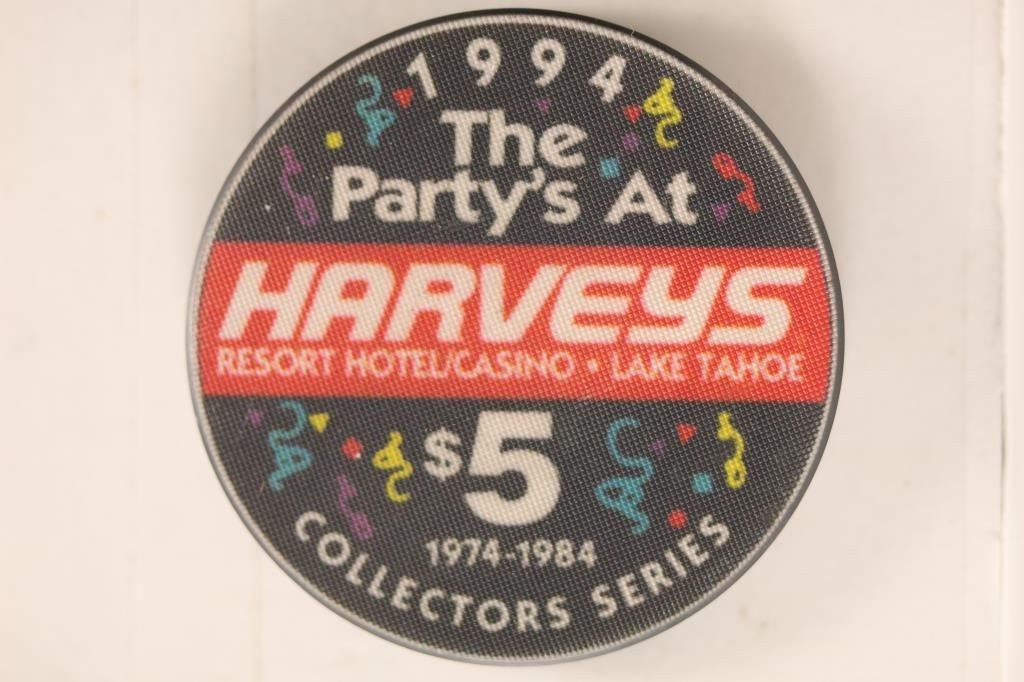 1994
The
Party's At
HARVEYS
RESORT HOTEL/CASINO • LAKE TAHOE
$5
1974-1984
COLLECTORS SERIES